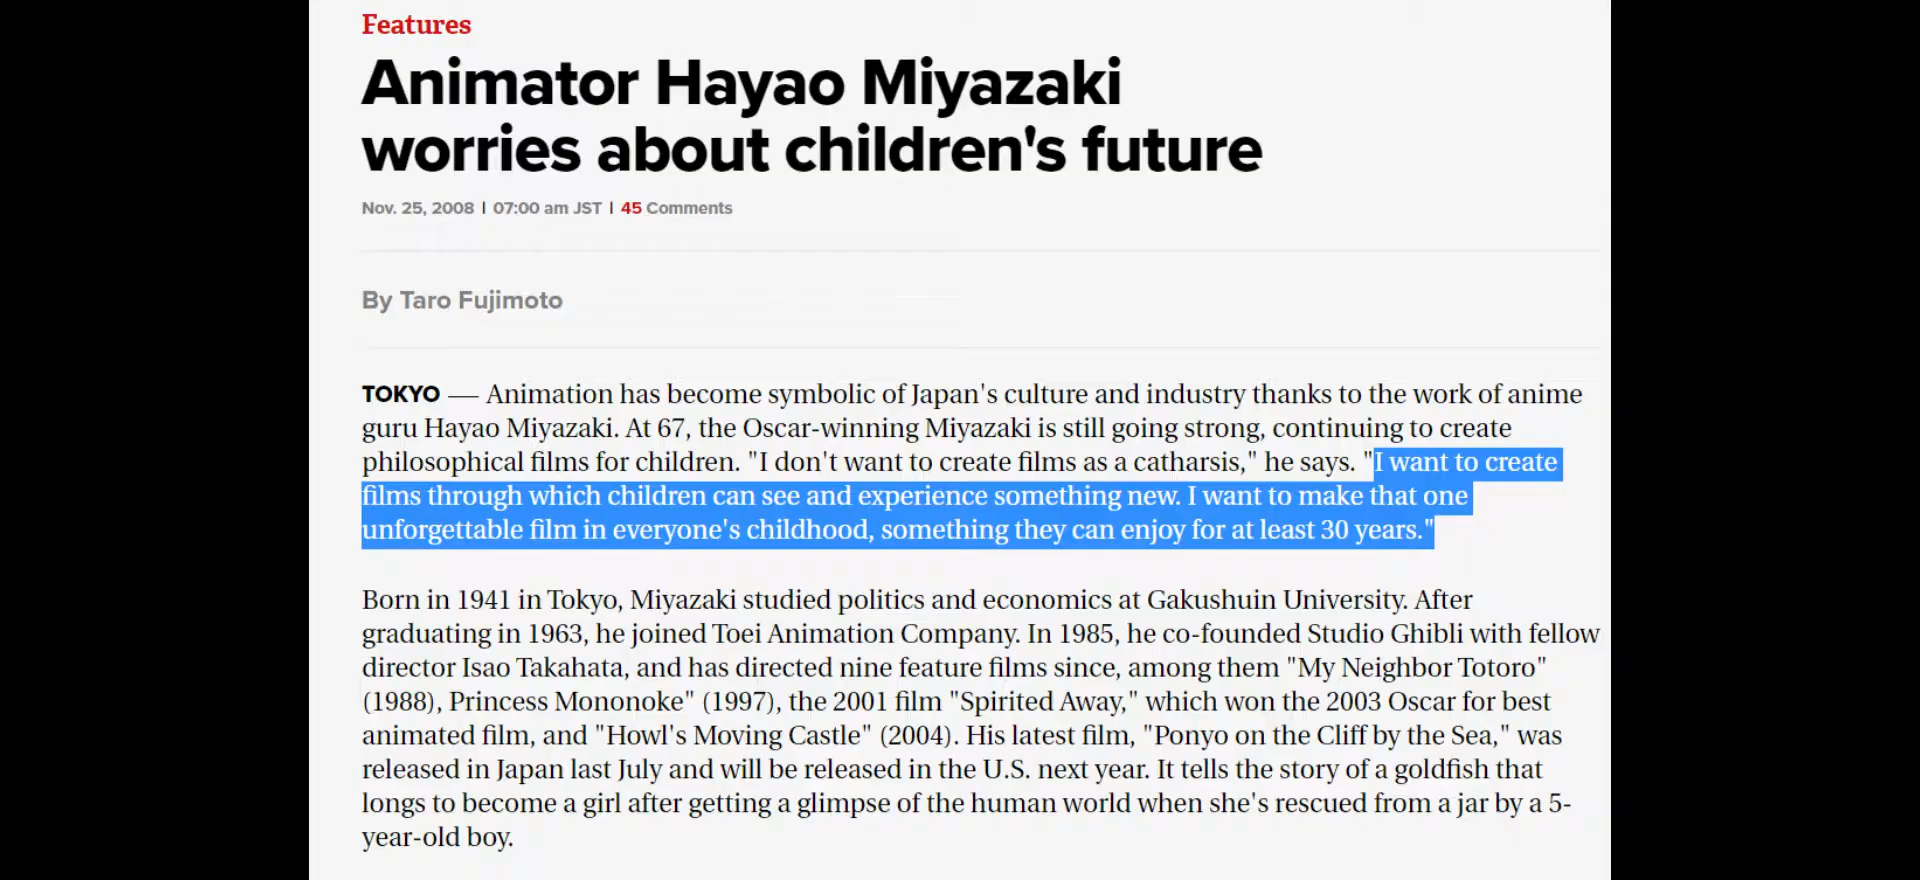 Features
Animator Hayao Miyazaki
worries about children's future
Nov. 25, 2008 | 07:00 am JST | 45 Comments
By Taro Fujimoto
TOKYO — Animation has become symbolic of Japan's culture and industry thanks to the work of anime
guru Hayao Miyazaki. At 67, the Oscar-winning Miyazaki is still going strong, continuing to create
philosophical films for children. "I don't want to create films as a catharsis," he says. "I want to create
films through which children can see and experience something new. I want to make that one
unforgettable film in everyone's childhood, something they can enjoy for at least 30 years."
Born in 1941 in Tokyo, Miyazaki studied politics and economics at Gakushuin University. After
graduating in 1963, he joined Toei Animation Company. In 1985, he co-founded Studio Ghibli with fellow
director Isao Takahata, and has directed nine feature films since, among them "My Neighbor Totoro"
(1988), Princess Mononoke" (1997), the 2001 film "Spirited Away," which won the 2003 Oscar for best
animated film, and "Howl's Moving Castle" (2004). His latest film, "Ponyo on the Cliff by the Sea," was
released in Japan last July and will be released in the U.S. next year. It tells the story of a goldfish that
longs to become a girl after getting a glimpse of the human world when she's rescued from a jar by a 5-
year-old boy.